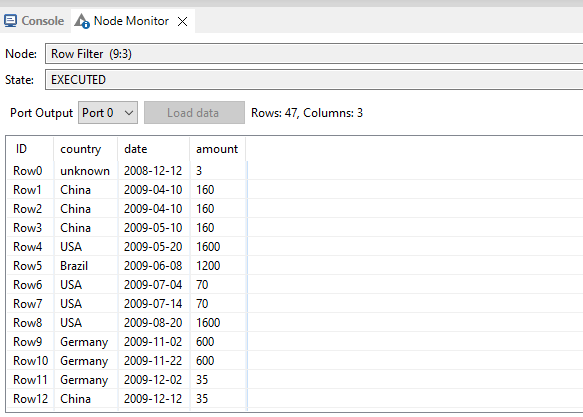 Console Node Monitor
Node: Row Filter (9:3)
State: EXECUTED
Port Output Port 0 Load data Rows: 47, Columns: 3
ID country date amount
Row0 unknown 2008-12-12 3
Row1 China 2009-04-10 160
Row2 China 2009-04-10 160
Row3 China 2009-05-10 160
Row4 USA 2009-05-20 1600
Row5 Brazil 2009-06-08 1200
Row6 USA 2009-07-04 70
Row7 USA 2009-07-14 70
Row8 USA 2009-08-20 1600
Row9 Germany 2009-11-02 600
Row10 Germany 2009-11-22 600
Row11 Germany 2009-12-02 35
Row12 China 2009-12-12 35